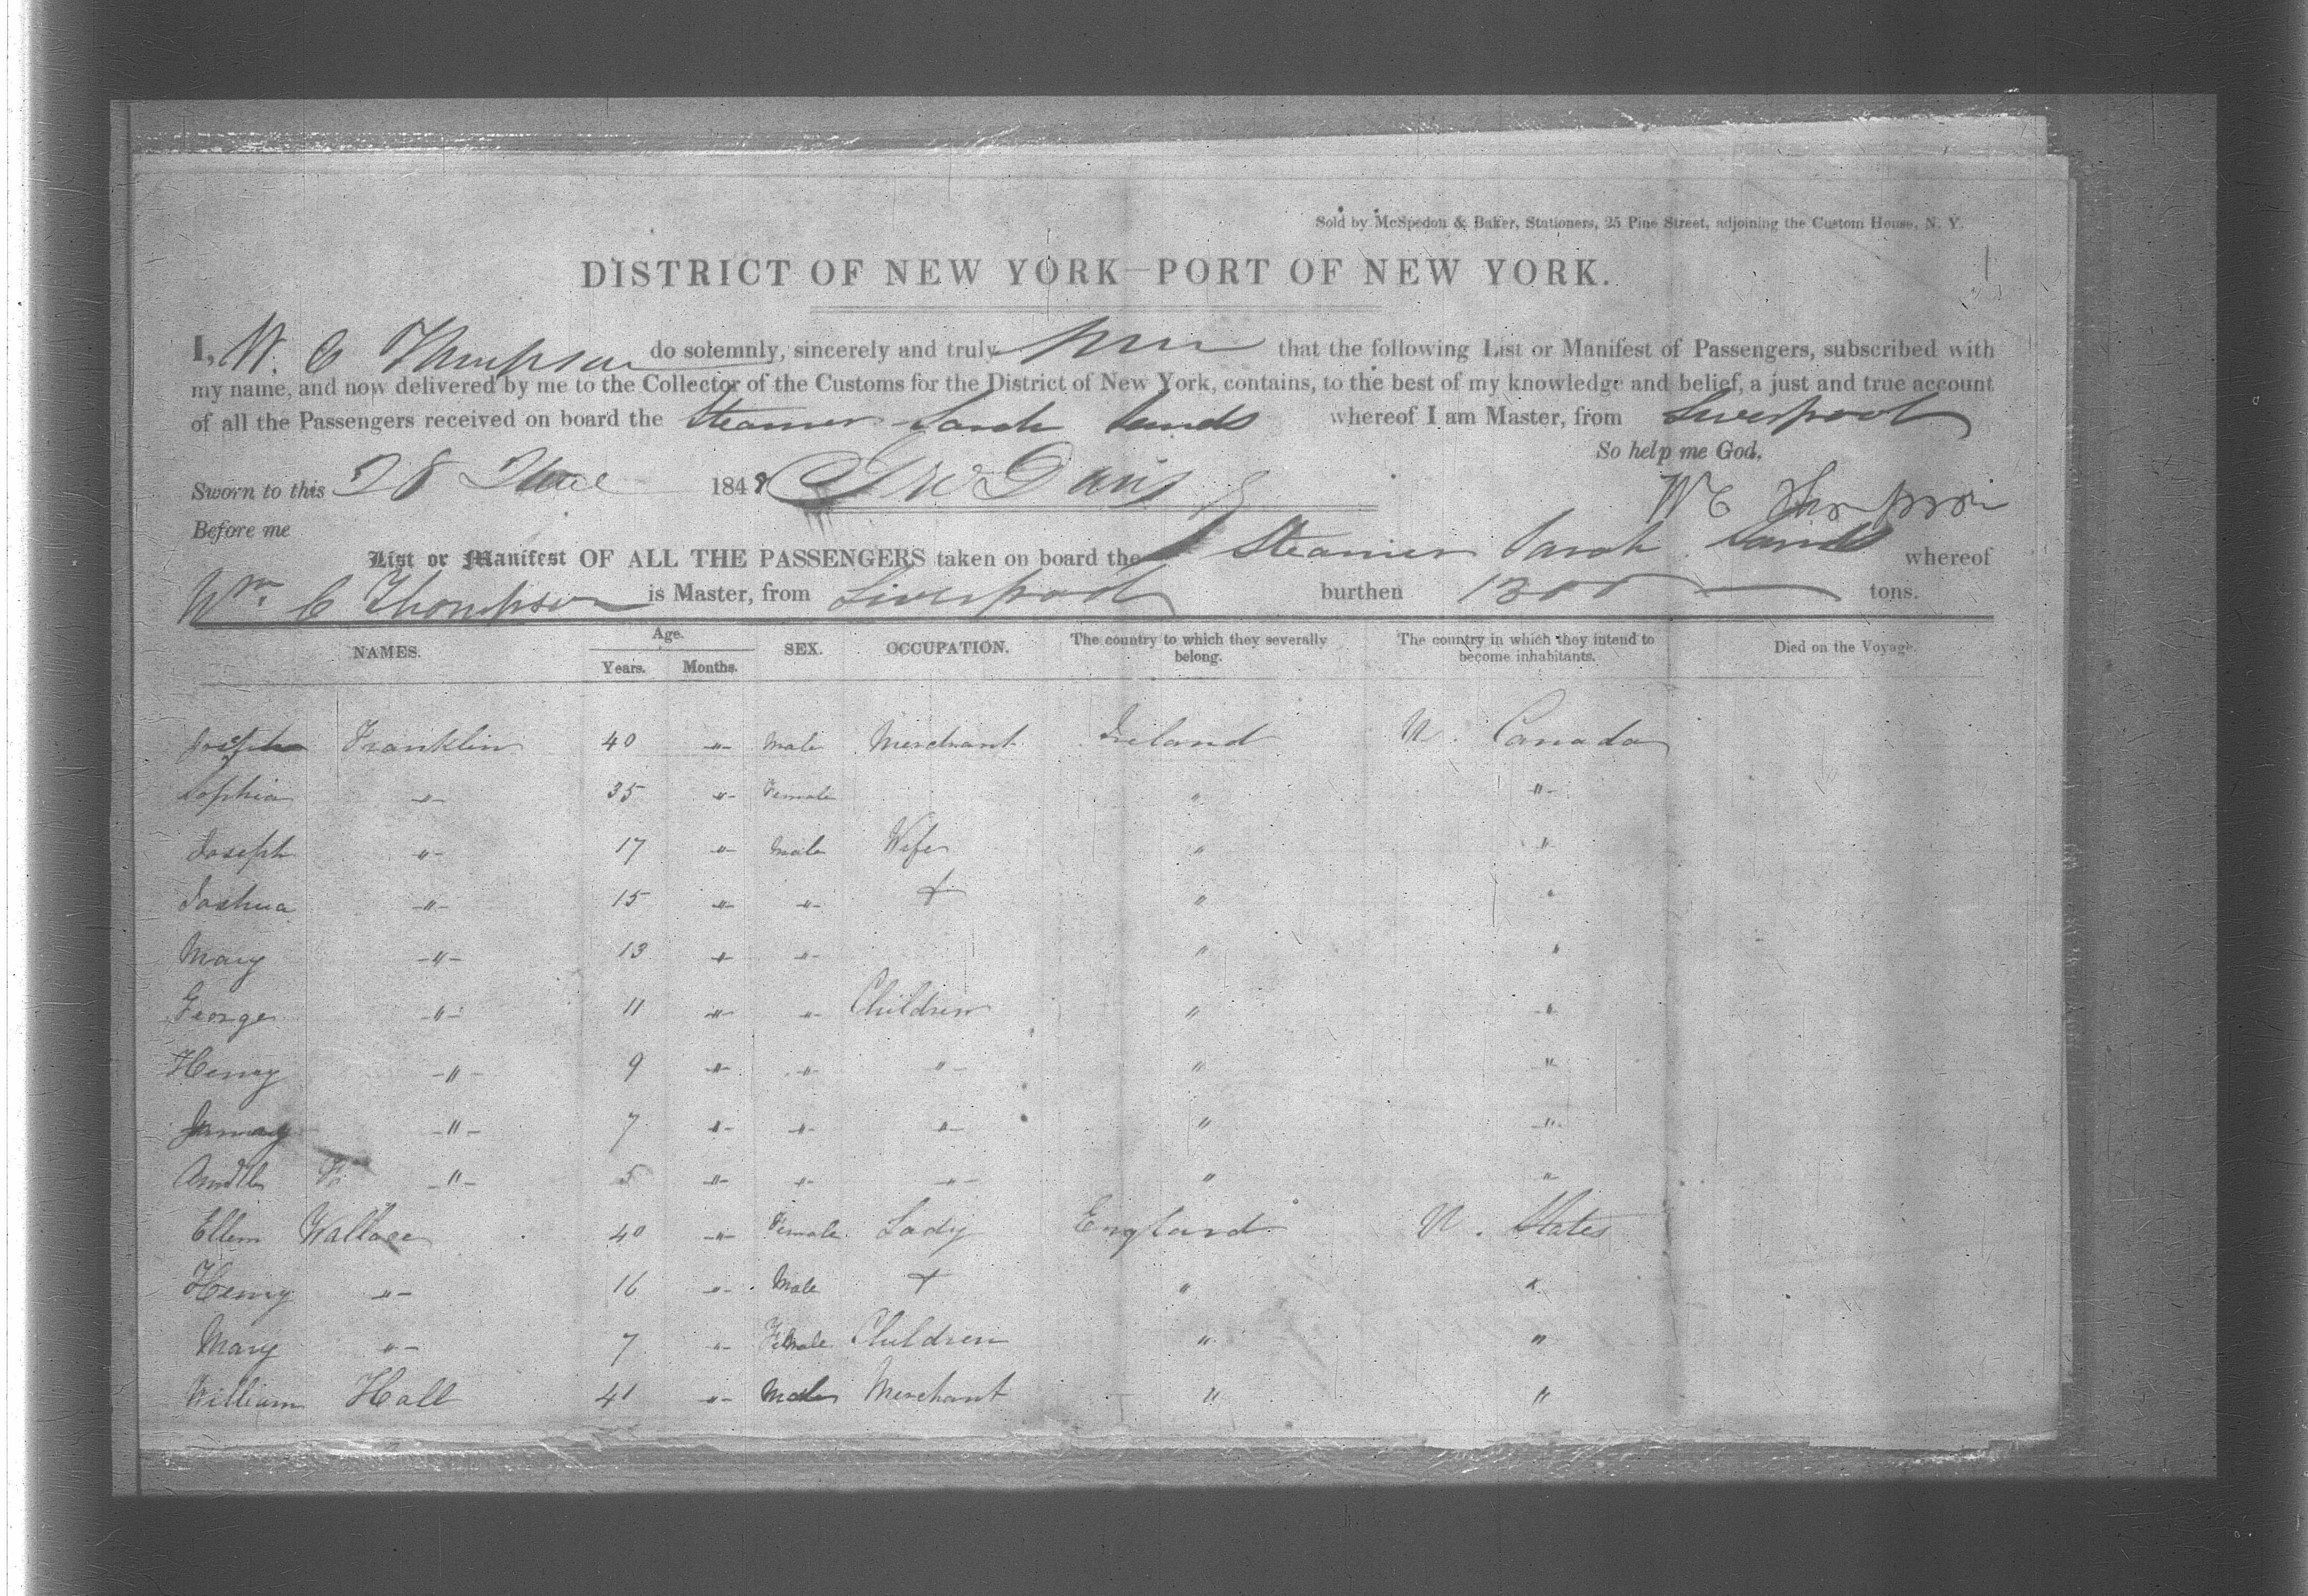 Sold by McSpedon & Baker, Stationers, 25 Pine Street, adjoining the Custom House, N. Y.
DISTRICT OF NEW YORK—PORT OF NEW YORK.
I, W. C Thompson do solemnly, sincerely and truly that the following List or Manifest of Passengers, subscribed with
my name, and now delivered by me to the Collector of the Customs for the District of New York, contains, to the best of my knowledge and belief, a just and true account
of all the Passengers received on board the Steamer Sarah Sands whereof I am Master, from Liverpool
So help me God.
Sworn to this 28 1848 Davis W C Thompson
Before me
List or Manifest OF ALL THE PASSENGERS taken on board the Steamer Sarah Sands whereof
Wm. C Thompson is Master, from Liverpool burthen 1300 tons.
NAMES. Age. Years. Months. SEX. OCCUPATION. The country to which they severally belong. The country in which they intend to become inhabitants. Died on the Voyage.
Joseph Franklin 40 -"- Male Merchant Ireland U. Canada
Sophia -"- 35 -"- Female " -"-
Joseph -"- 17 -"- Male Wife " "
Joshua -"- 15 -"- -"- + " "
Mary -"- 13 -"- -"- " "
George -"- 11 -"- -"- Children " -"-
Henry -"- 9 -"- -"- "- " -"-
-"- 7 -"- -"- -"- " -"-
-"- 5 -"- -"- -"- " -"-
Ellen Wallace 40 -"- Female Lady England U. States
Henry -"- 16 -"- Male + " "
Mary "- 7 -"- Female Children " "
William Hall 41 -"- Male Merchant " "